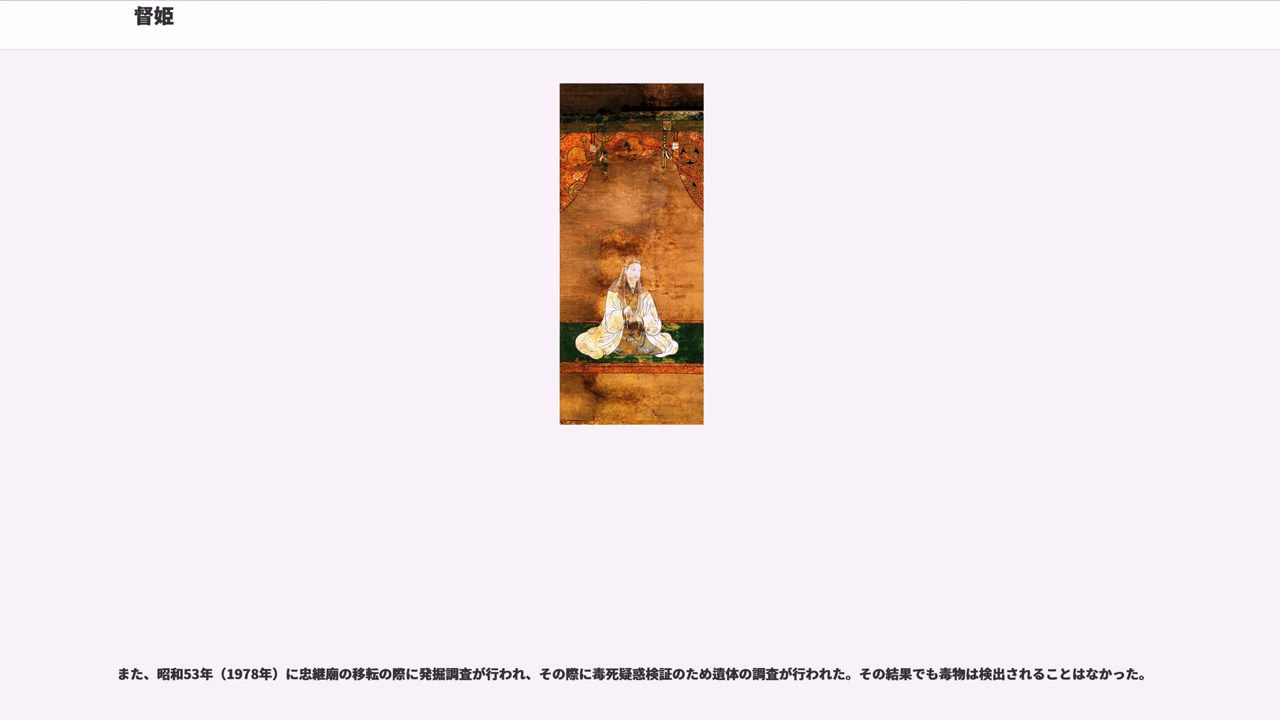 督姫
また、昭和53年（1978年）に忠継廟の移転の際に発掘調査が行われ、その際に毒死疑惑検証のため遺体の調査が行われた。その結果でも毒物は検出されることはなかった。